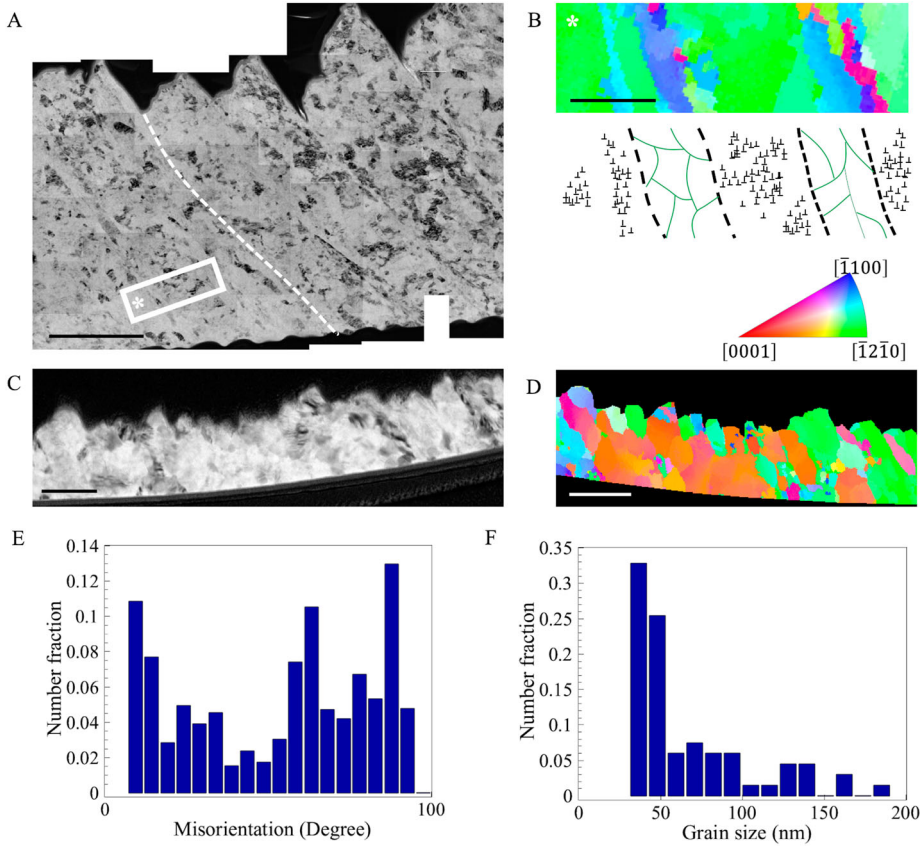 A
B
*
*
[1̄100]
[0001]
[1̄21̄0]
C
D
E
F
0.14
0.12
0.1
0.08
0.06
0.04
0.02
0
Number fraction
0
100
Misorientation (Degree)
0.35
0.3
0.25
0.2
0.15
0.1
0.05
0
Number fraction
0
50
100
150
200
Grain size (nm)